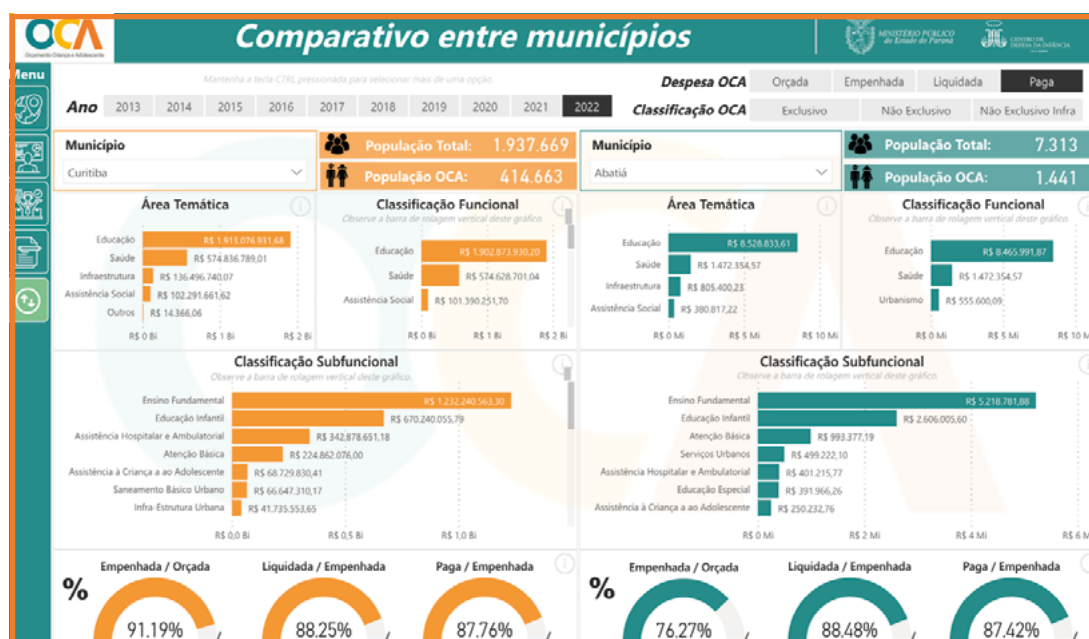 OCA
Orçamento Criança e Adolescente
Comparativo entre municípios
MINISTÉRIO PÚBLICO
do Estado do Paraná
CENTRO DE
DEFESA DA INFÂNCIA
Menu
Mantenha a tecla CTRL pressionada para selecionar mais de uma opção.
Ano 2013 2014 2015 2016 2017 2018 2019 2020 2021 2022
Despesa OCA Orçada Empenhada Liquidada Paga
Classificação OCA Exclusivo Não Exclusivo Não Exclusivo Infra
Município
Curitiba
População Total: 1.937.669
População OCA: 414.663
Município
Abatiá
População Total: 7.313
População OCA: 1.441
Área Temática
Educação R$ 1.913.076.931,68
Saúde R$ 574.836.789,01
Infraestrutura R$ 136.496.740,07
Assistência Social R$ 102.291.661,62
Outros R$ 14.366,06
R$ 0 Bi R$ 1 Bi R$ 2 Bi
Classificação Funcional
Observe a barra de rolagem vertical deste gráfico.
Educação R$ 1.902.873.930,20
Saúde R$ 574.628.701,04
Assistência Social R$ 101.390.251,70
R$ 0 Bi R$ 1 Bi R$ 2 Bi
Área Temática
Educação R$ 8.528.833,61
Saúde R$ 1.472.354,57
Infraestrutura R$ 805.400,23
Assistência Social R$ 380.817,22
R$ 0 Mi R$ 5 Mi R$ 10 Mi
Classificação Funcional
Observe a barra de rolagem vertical deste gráfico.
Educação R$ 8.465.991,87
Saúde R$ 1.472.354,57
Urbanismo R$ 555.600,09
R$ 0 Mi R$ 5 Mi R$ 10 Mi
Classificação Subfuncional
Observe a barra de rolagem vertical deste gráfico.
Ensino Fundamental R$ 1.232.240.563,30
Educação Infantil R$ 670.240.055,79
Assistência Hospitalar e Ambulatorial R$ 342.878.651,18
Atenção Básica R$ 224.862.076,00
Assistência à Criança a ao Adolescente R$ 68.729.830,41
Saneamento Básico Urbano R$ 66.647.310,17
Infra-Estrutura Urbana R$ 41.735.553,65
R$ 0,0 Bi R$ 0,5 Bi R$ 1,0 Bi
Classificação Subfuncional
Observe a barra de rolagem vertical deste gráfico.
Ensino Fundamental R$ 5.218.781,88
Educação Infantil R$ 2.606.005,60
Atenção Básica R$ 993.377,19
Serviços Urbanos R$ 499.222,10
Assistência Hospitalar e Ambulatorial R$ 401.215,77
Educação Especial R$ 391.966,26
Assistência à Criança a ao Adolescente R$ 250.232,76
R$ 0 Mi R$ 2 Mi R$ 4 Mi R$ 6 M
% Empenhada / Orçada Liquidada / Empenhada Paga / Empenhada
91.19% 88.25% 87.76%
% Empenhada / Orçada Liquidada / Empenhada Paga / Empenhada
76.27% 88.48% 87.42%